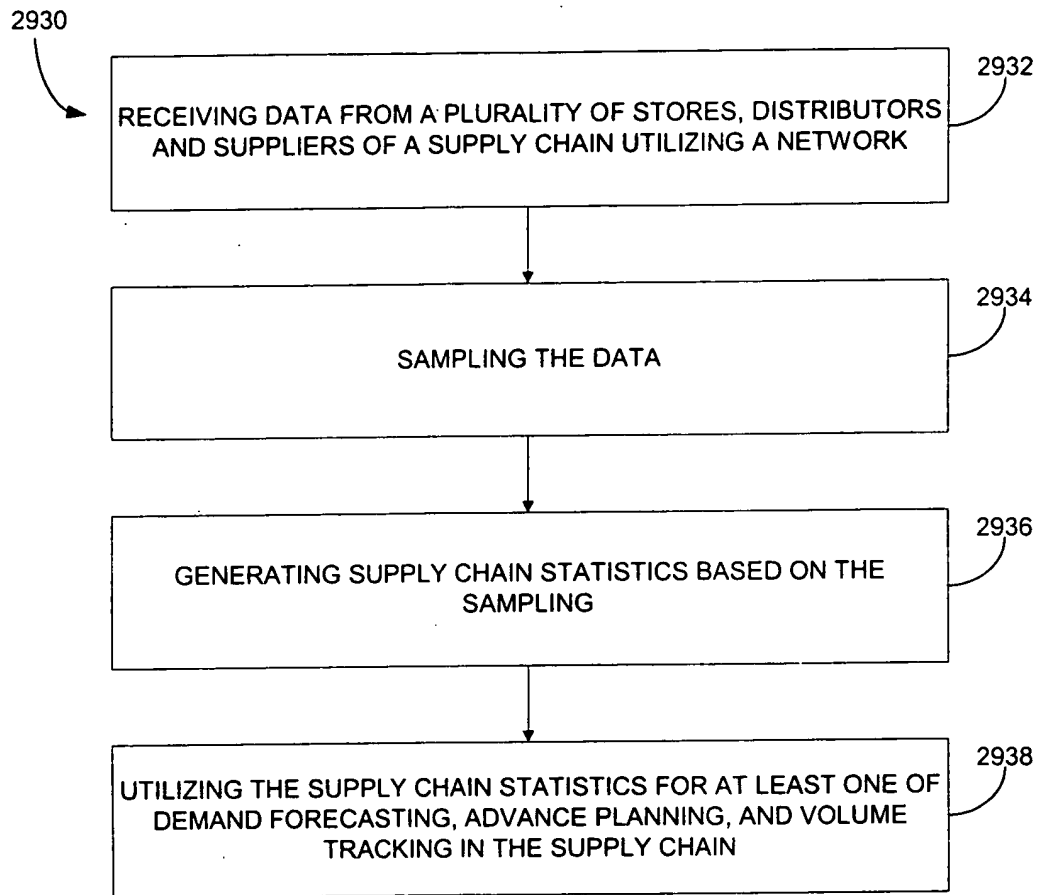 2930
2932
RECEIVING DATA FROM A PLURALITY OF STORES, DISTRIBUTORS
AND SUPPLIERS OF A SUPPLY CHAIN UTILIZING A NETWORK
2934
SAMPLING THE DATA
2936
GENERATING SUPPLY CHAIN STATISTICS BASED ON THE
SAMPLING
2938
UTILIZING THE SUPPLY CHAIN STATISTICS FOR AT LEAST ONE OF
DEMAND FORECASTING, ADVANCE PLANNING, AND VOLUME
TRACKING IN THE SUPPLY CHAIN